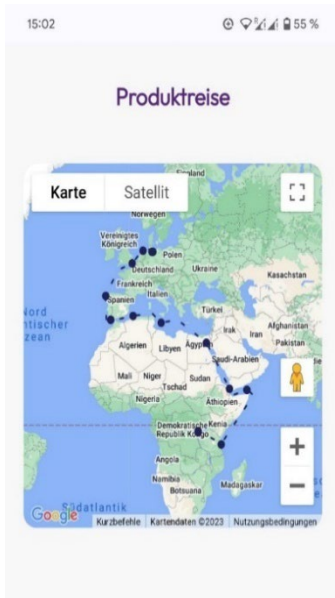 15:02
55 %
Produktreise
Karte
Satellit
Finnland
Norwegen
Vereinigtes
Königreich
Polen
Deutschland
Ukraine
Kasachstan
Frankreich
Italien
Spanien
Türkei
Nord
ntischer
zean
Afghanistan
Irak
Iran
Pakistan
Algerien
Libyen
Ägypten
Saudi-Arabien
Mali
Niger
Sudan
Tschad
Nigeria
Äthiopien
Demokratische
Kenia
Republik Kongo
Angola
Namibia
Botsuana
Madagaskar
Südatlantik
Google
Kurzbefehle
Kartendaten ©2023
Nutzungsbedingungen